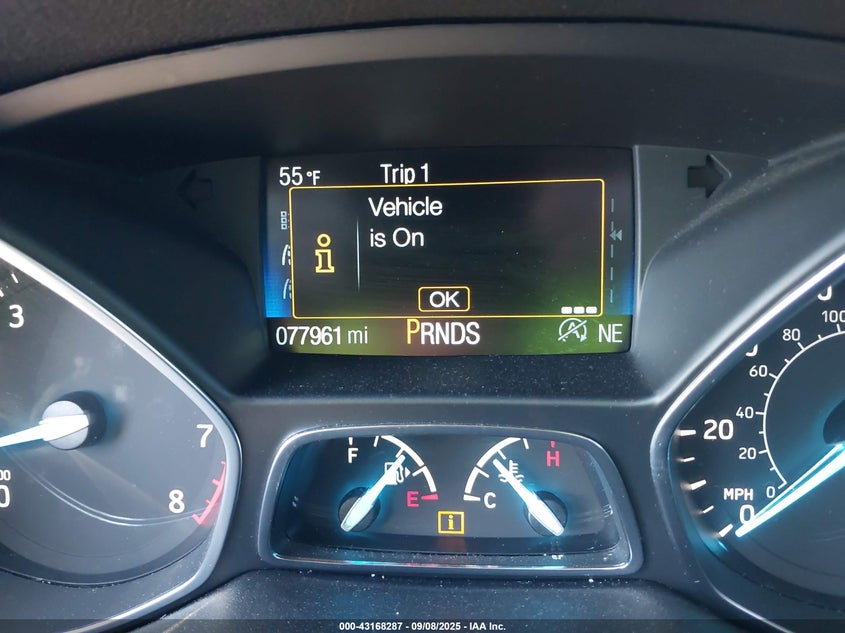 55 °F Trip 1
Vehicle
is On
OK
077961 mi PRNDS NE
3
7
8
F
E
H
C
20
0
MPH
0
20
40
60
80
100
000-43168287 - 09/08/2025 - IAA Inc.